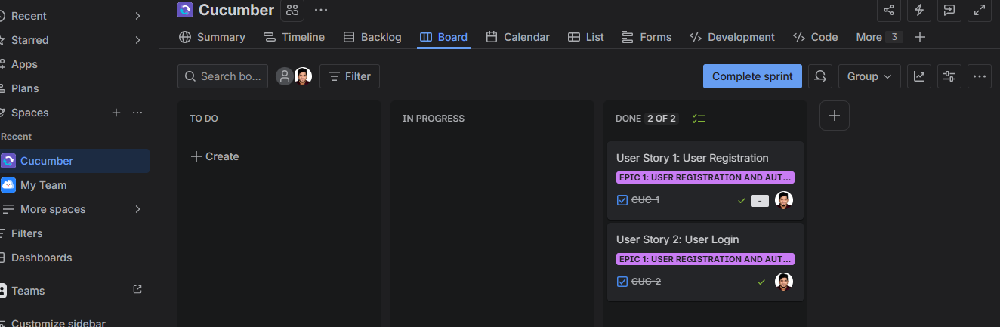 Recent
Starred
Apps
Plans
Spaces
Recent
Cucumber
My Team
More spaces
Filters
Dashboards
Teams
Customize sidebar
Cucumber
Summary
Timeline
Backlog
Board
Calendar
List
Forms
Development
Code
More 3
Search bo...
Filter
Complete sprint
Group
TO DO
Create
IN PROGRESS
DONE 2 OF 2
User Story 1: User Registration
EPIC 1: USER REGISTRATION AND AUT...
CUC-1
-
User Story 2: User Login
EPIC 1: USER REGISTRATION AND AUT...
CUC-2